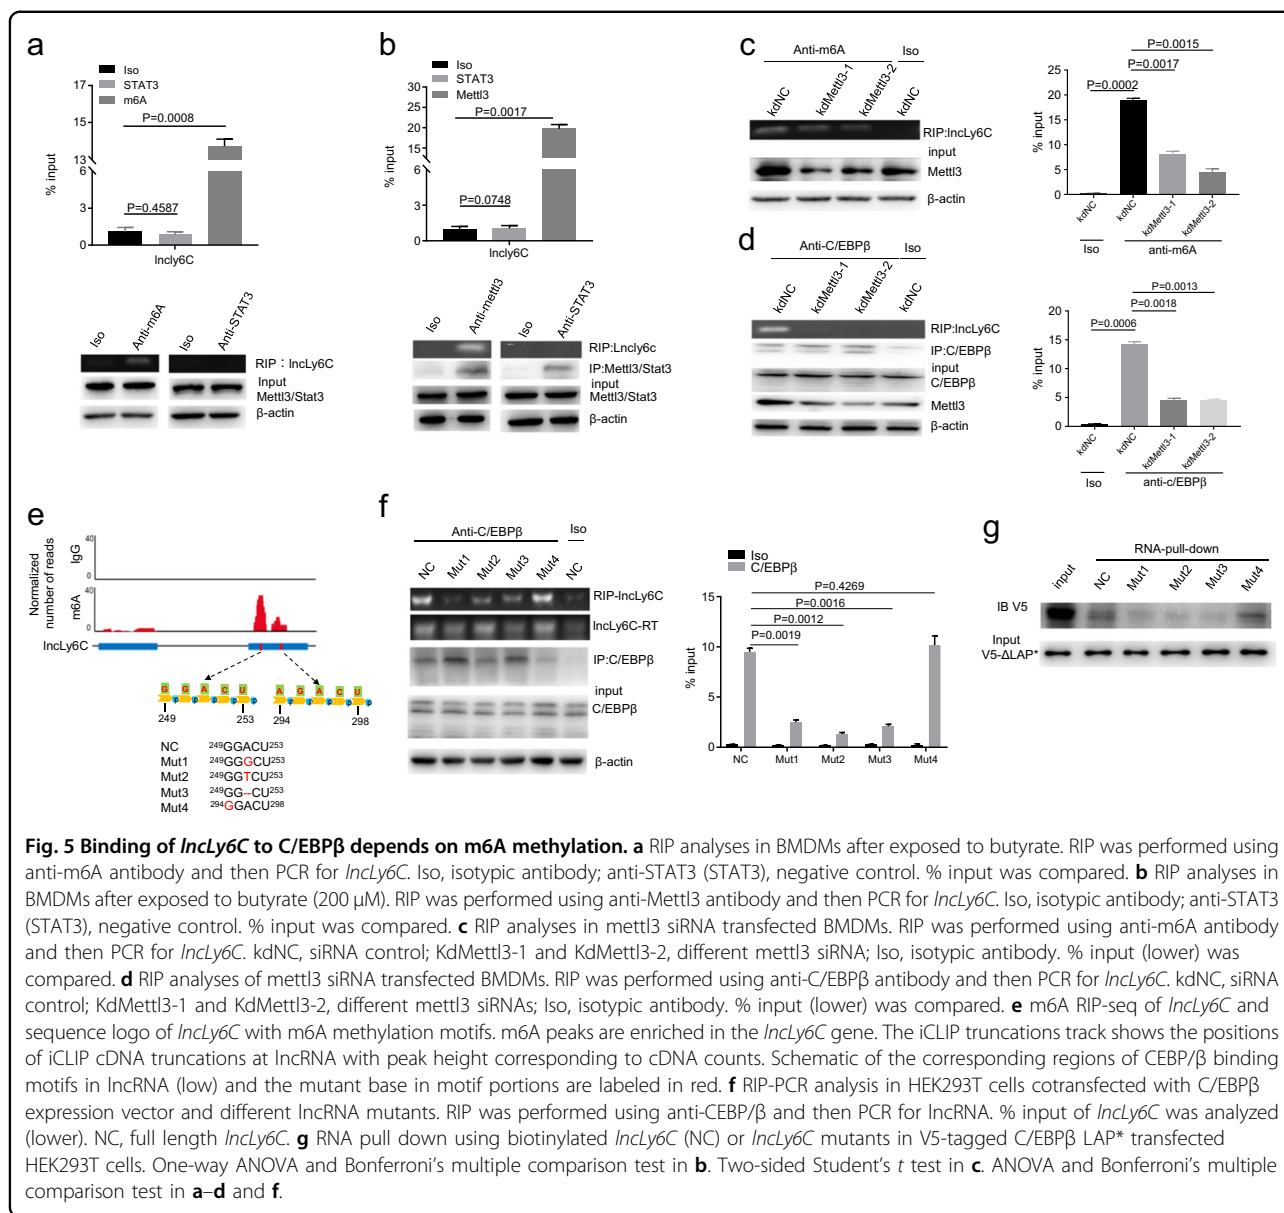 a
Iso
STAT3
m6A
17
15
13
6
3
0
% input
P=0.0008
P=0.4587
lncly6C
Iso
Anti-m6A
Iso
Anti-STAT3
RIP：lncLy6C
Input
Mettl3/Stat3
β-actin
b
Iso
STAT3
Mettl3
30
25
20
15
10
6
3
0
% input
P=0.0017
P=0.0748
lncly6C
Iso
Anti-mettl3
Iso
Anti-STAT3
RIP:Lncly6c
IP:Mettl3/Stat3
input
Mettl3/Stat3
β-actin
c
Anti-m6A
Iso
kdNC
kdMettl3-1
kdMettl3-2
kdNC
RIP:lncLy6C
input
Mettl3
β-actin
P=0.0015
P=0.0017
P=0.0002
25
20
15
10
5
0
% input
kdNC
kdNC
kdMettl3-1
kdMettl3-2
Iso
anti-m6A
d
Anti-C/EBPβ
Iso
kdNC
kdMettl3-1
kdMettl3-2
kdNC
RIP:lncLy6C
IP:C/EBPβ
input
C/EBPβ
Mettl3
β-actin
P=0.0013
P=0.0018
P=0.0006
20
15
10
5
0
% input
kdNC
kdNC
kdMettl3-1
kdMettl3-2
Iso
anti-c/EBPβ
e
Normalized
number of reads
IgG
m6A
40
0
40
0
lncLy6C
G G A C U
A G A C U
p p p p p
p p p p p
249 253 294 298
NC ²⁴⁹GGACU²⁵³
Mut1 ²⁴⁹GGGCU²⁵³
Mut2 ²⁴⁹GGTCU²⁵³
Mut3 ²⁴⁹GG--CU²⁵³
Mut4 ²⁹⁴GGACU²⁹⁸
f
Anti-C/EBPβ
Iso
NC
Mut1
Mut2
Mut3
Mut4
NC
RIP-lncLy6C
lncLy6C-RT
IP:C/EBPβ
input
C/EBPβ
β-actin
Iso
C/EBPβ
P=0.4269
P=0.0016
P=0.0012
P=0.0019
15
10
5
0
% input
NC Mut1 Mut2 Mut3 Mut4
g
RNA-pull-down
input
NC
Mut1
Mut2
Mut3
Mut4
IB V5
Input
V5-ΔLAP*
Fig. 5 Binding of lncLy6C to C/EBPβ depends on m6A methylation. a RIP analyses in BMDMs after exposed to butyrate. RIP was performed using
anti-m6A antibody and then PCR for lncLy6C. Iso, isotypic antibody; anti-STAT3 (STAT3), negative control. % input was compared. b RIP analyses in
BMDMs after exposed to butyrate (200 μM). RIP was performed using anti-Mettl3 antibody and then PCR for lncLy6C. Iso, isotypic antibody; anti-STAT3
(STAT3), negative control. % input was compared. c RIP analyses in mettl3 siRNA transfected BMDMs. RIP was performed using anti-m6A antibody
and then PCR for lncLy6C. kdNC, siRNA control; KdMettl3-1 and KdMettl3-2, different mettl3 siRNA; Iso, isotypic antibody. % input (lower) was
compared. d RIP analyses of mettl3 siRNA transfected BMDMs. RIP was performed using anti-C/EBPβ antibody and then PCR for lncLy6C. kdNC, siRNA
control; KdMettl3-1 and KdMettl3-2, different mettl3 siRNAs; Iso, isotypic antibody. % input (lower) was compared. e m6A RIP-seq of lncLy6C and
sequence logo of lncLy6C with m6A methylation motifs. m6A peaks are enriched in the lncLy6C gene. The iCLIP truncations track shows the positions
of iCLIP cDNA truncations at lncRNA with peak height corresponding to cDNA counts. Schematic of the corresponding regions of CEBP/β binding
motifs in lncRNA (low) and the mutant base in motif portions are labeled in red. f RIP-PCR analysis in HEK293T cells cotransfected with C/EBPβ
expression vector and different lncRNA mutants. RIP was performed using anti-CEBP/β and then PCR for lncRNA. % input of lncLy6C was analyzed
(lower). NC, full length lncLy6C. g RNA pull down using biotinylated lncLy6C (NC) or lncLy6C mutants in V5-tagged C/EBPβ LAP* transfected
HEK293T cells. One-way ANOVA and Bonferroni's multiple comparison test in b. Two-sided Student's t test in c. ANOVA and Bonferroni's multiple
comparison test in a–d and f.